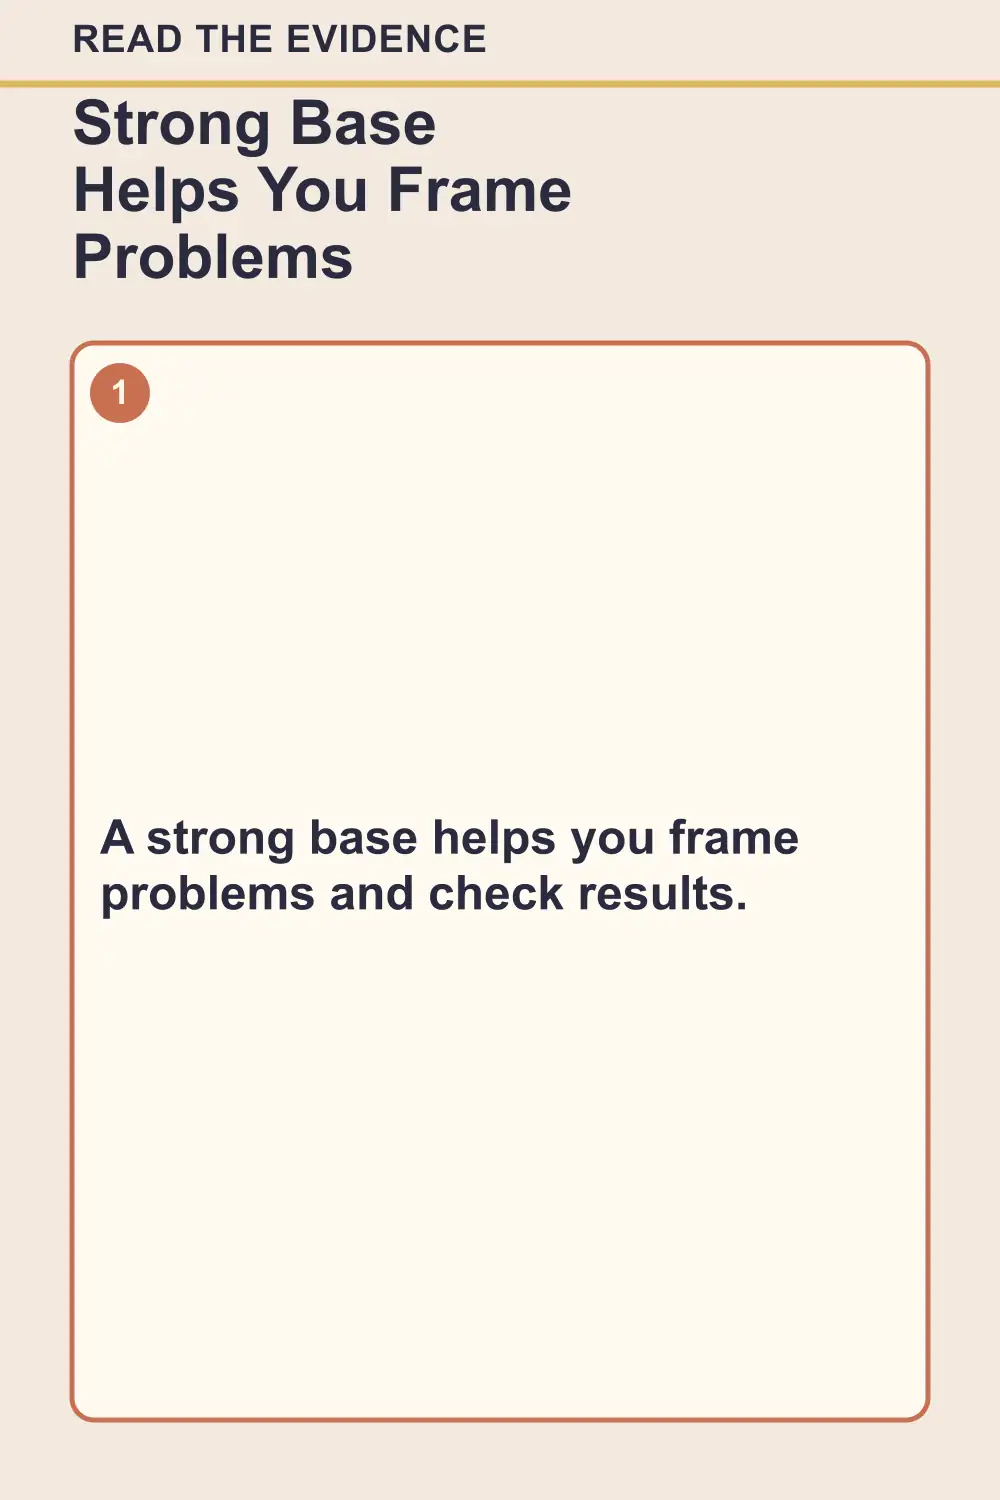 READ THE EVIDENCE
Strong Base
Helps You Frame
Problems
1
A strong base helps you frame
problems and check results.